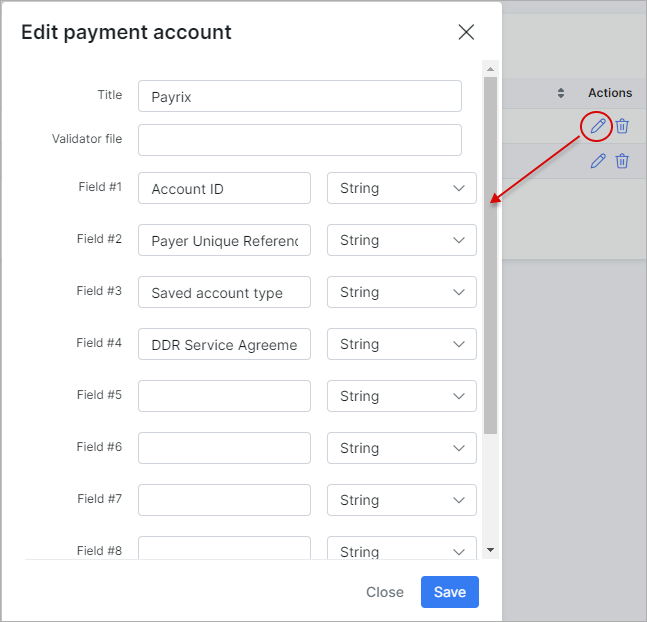 Edit payment account
Actions
Title Payrix
Validator file
Field #1 Account ID String
Field #2 Payer Unique Referenc String
Field #3 Saved account type String
Field #4 DDR Service Agreeme String
Field #5 String
Field #6 String
Field #7 String
Field #8 String
Close Save